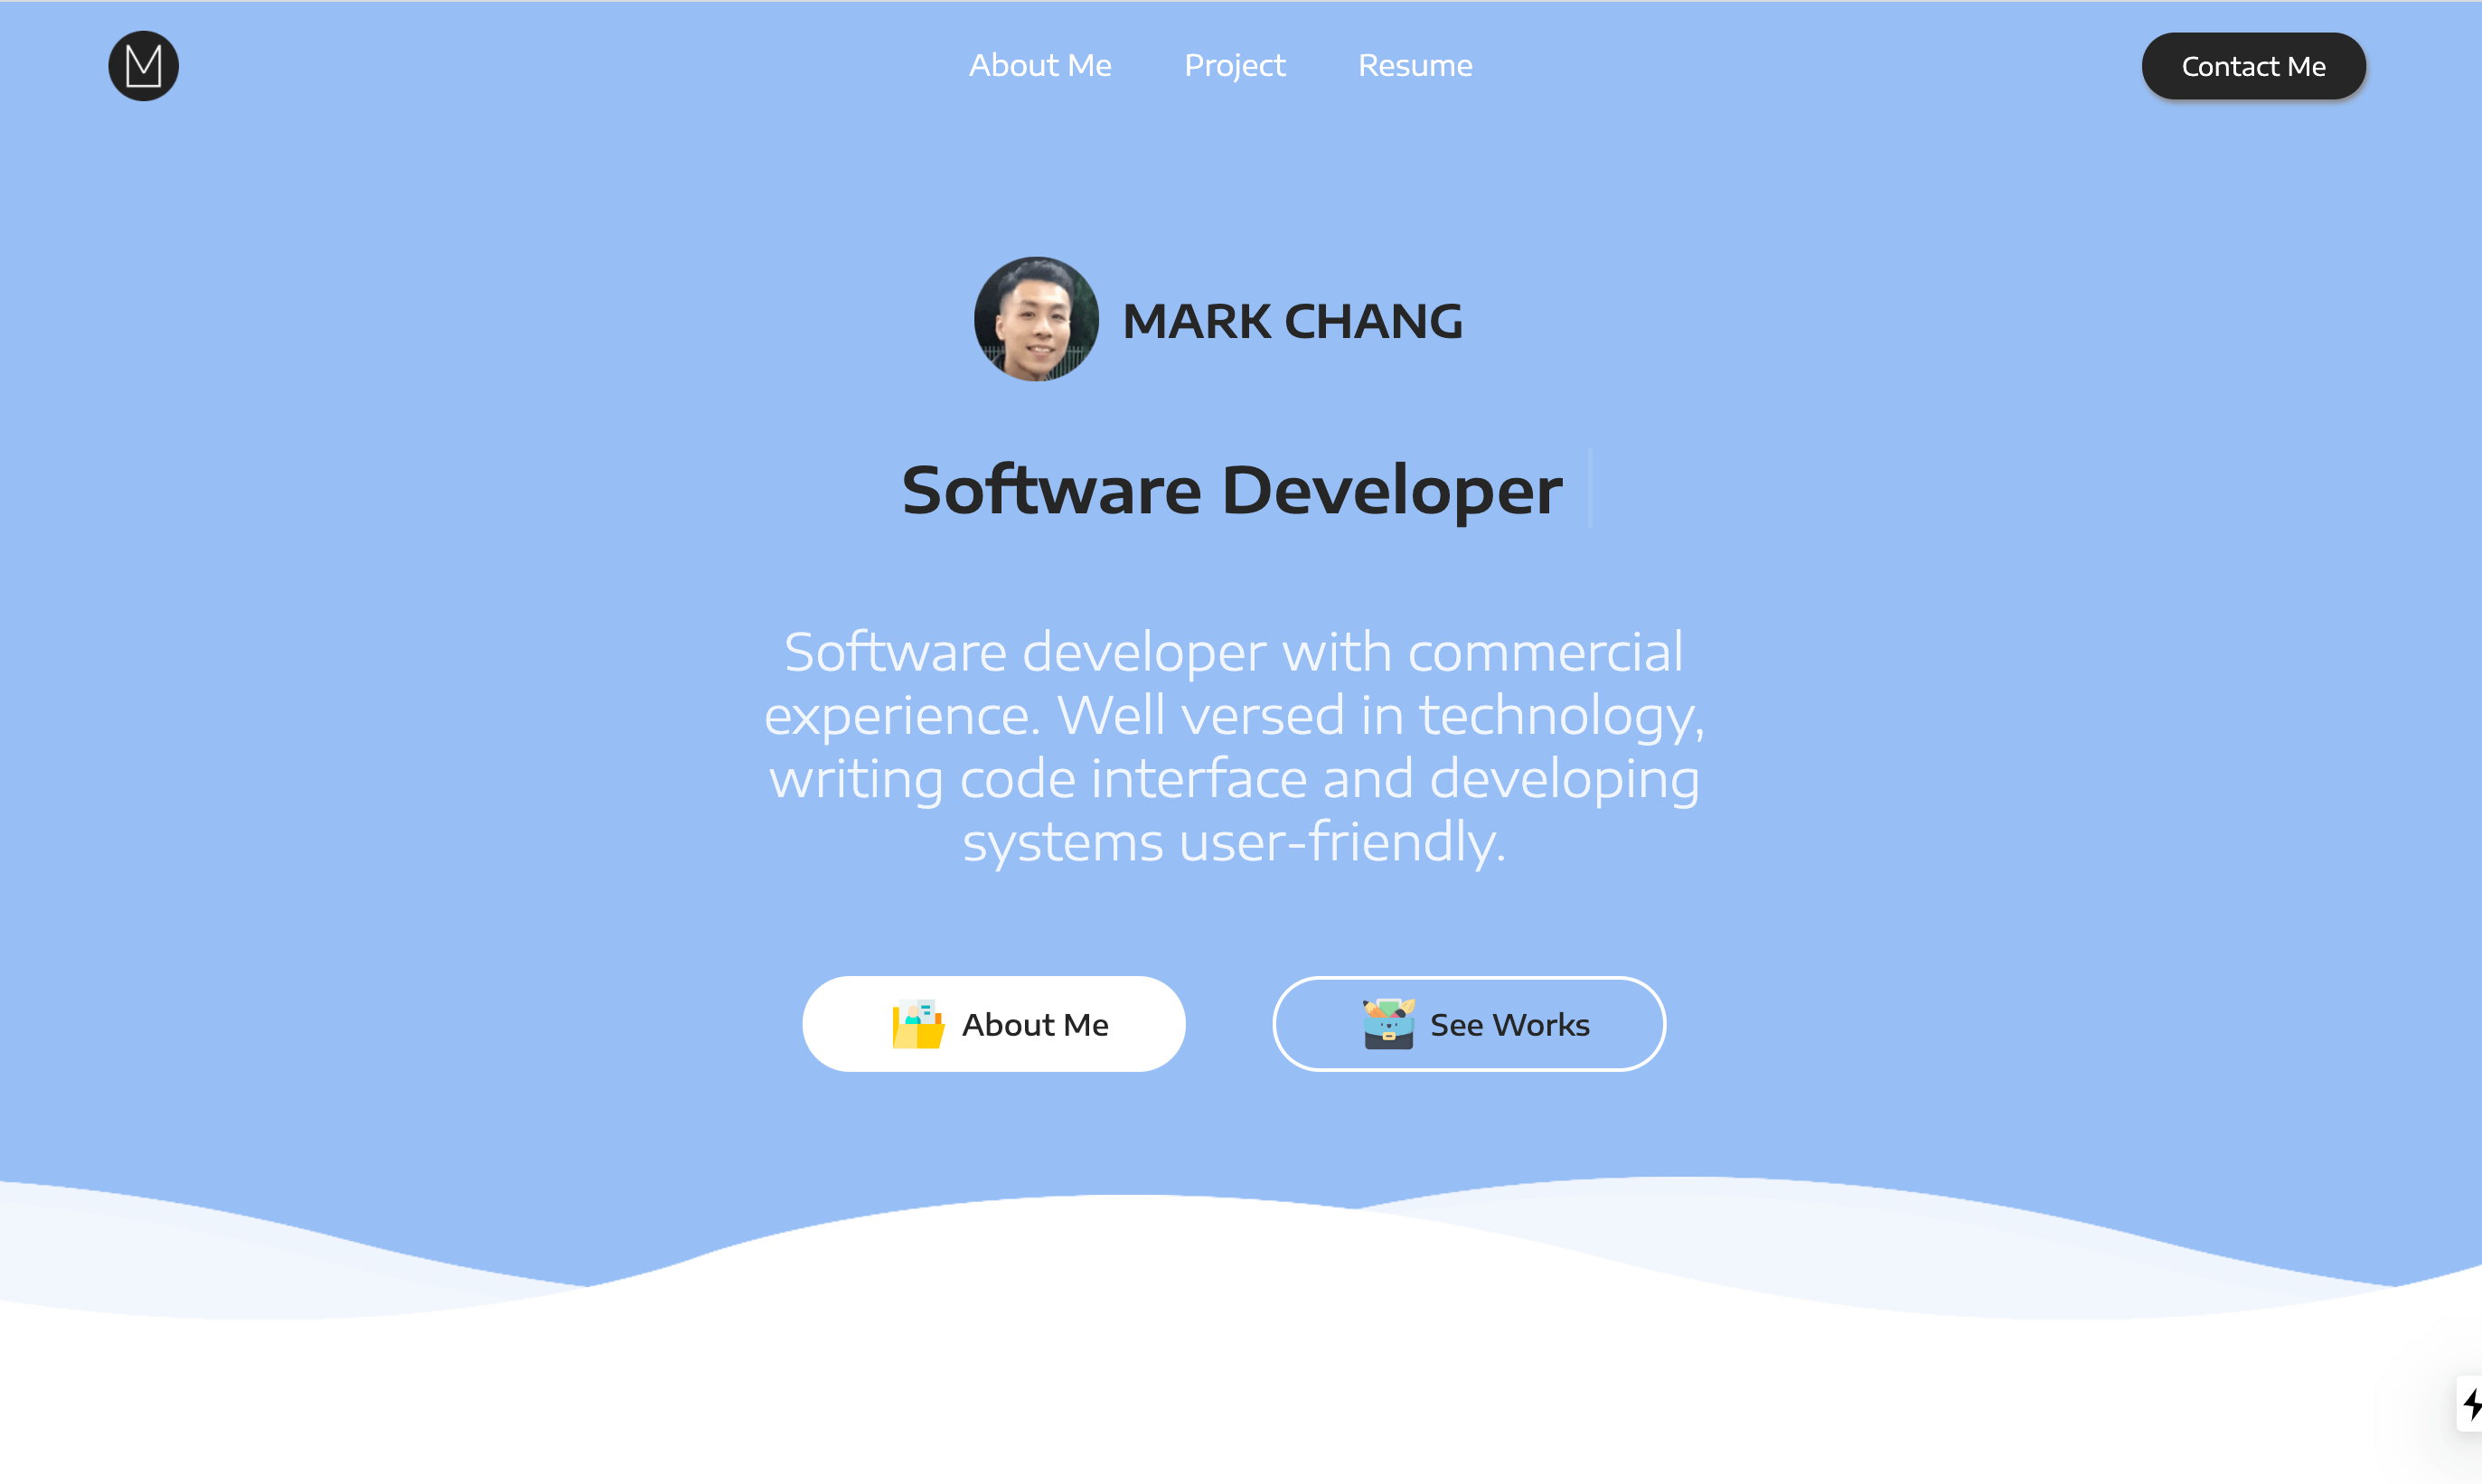 M
About Me Project Resume
Contact Me
MARK CHANG
Software Developer
Software developer with commercial
experience. Well versed in technology,
writing code interface and developing
systems user-friendly.
About Me
See Works